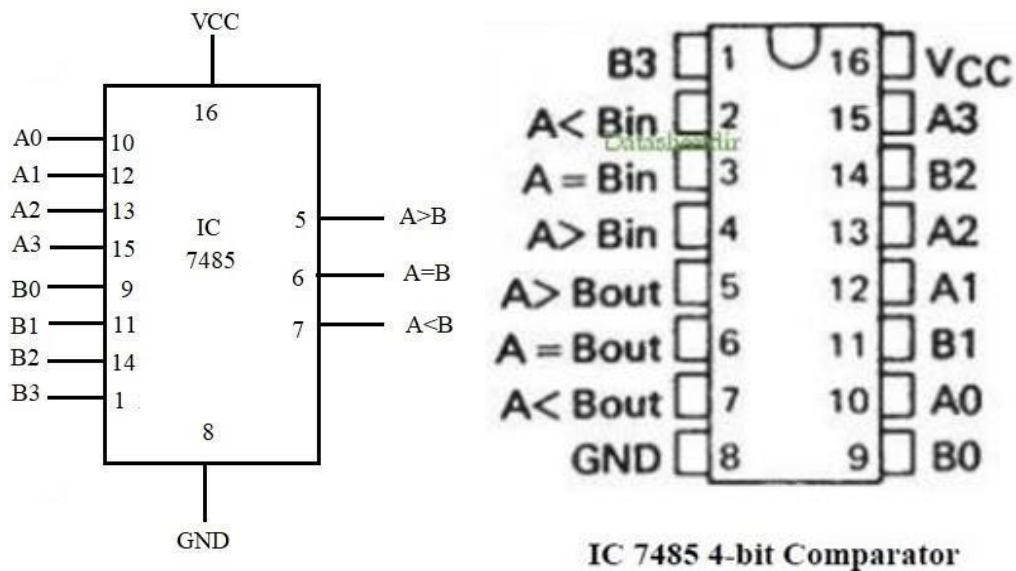 VCC
16
A0 10
A1 12
A2 13
A3 15
B0 9
B1 11
B2 14
B3 1
IC
7485
5 A>B
6 A=B
7 A<B
8
GND
B3 1 16 VCC
A< Bin 2 15 A3
Datasheetdir
A = Bin 3 14 B2
A> Bin 4 13 A2
A> Bout 5 12 A1
A = Bout 6 11 B1
A< Bout 7 10 A0
GND 8 9 B0
IC 7485 4-bit Comparator